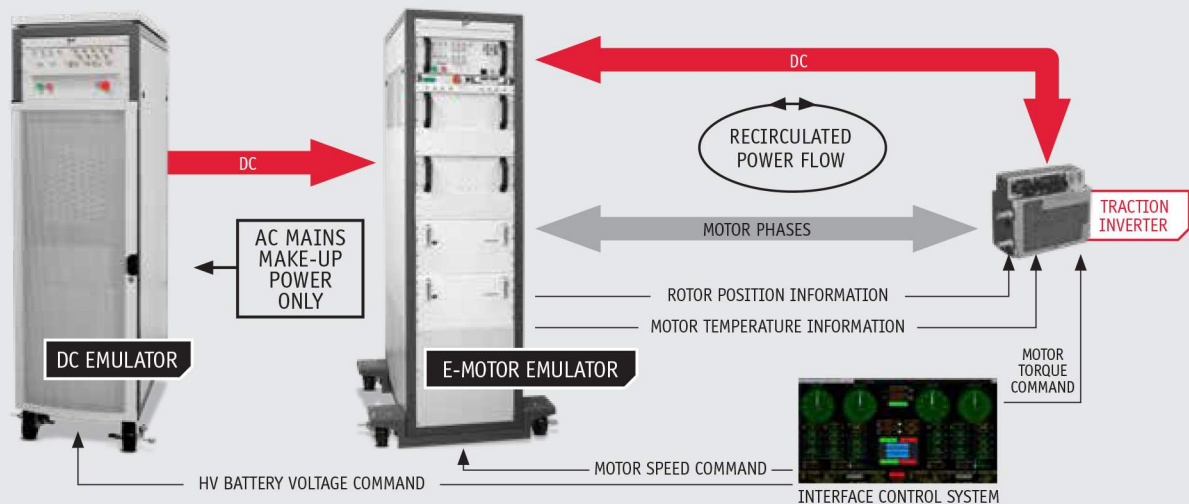 DC
RECIRCULATED
POWER FLOW
DC
AC MAINS
MAKE-UP
POWER
ONLY
MOTOR PHASES
TRACTION
INVERTER
ROTOR POSITION INFORMATION
MOTOR TEMPERATURE INFORMATION
DC EMULATOR
E-MOTOR EMULATOR
MOTOR
TORQUE
COMMAND
MOTOR SPEED COMMAND
HV BATTERY VOLTAGE COMMAND
INTERFACE CONTROL SYSTEM